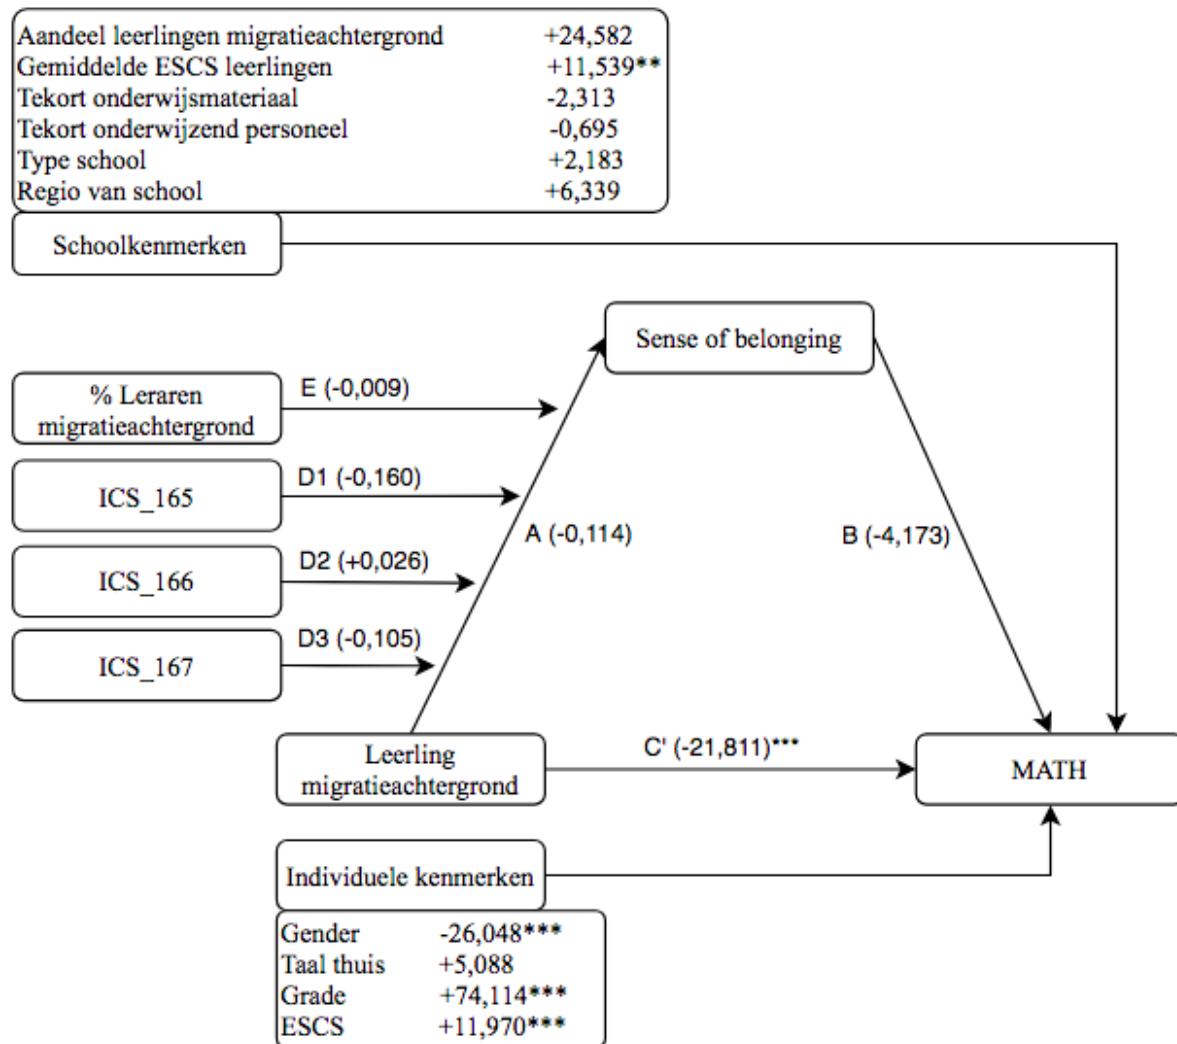 Aandeel leerlingen migratieachtergrond +24,582
Gemiddelde ESCS leerlingen +11,539**
Tekort onderwijsmateriaal -2,313
Tekort onderwijzend personeel -0,695
Type school +2,183
Regio van school +6,339
Schoolkenmerken
Sense of belonging
% Leraren
migratieachtergrond
E (-0,009)
ICS_165
D1 (-0,160)
A (-0,114)
B (-4,173)
ICS_166
D2 (+0,026)
ICS_167
D3 (-0,105)
Leerling
migratieachtergrond
C' (-21,811)***
MATH
Individuele kenmerken
Gender -26,048***
Taal thuis +5,088
Grade +74,114***
ESCS +11,970***